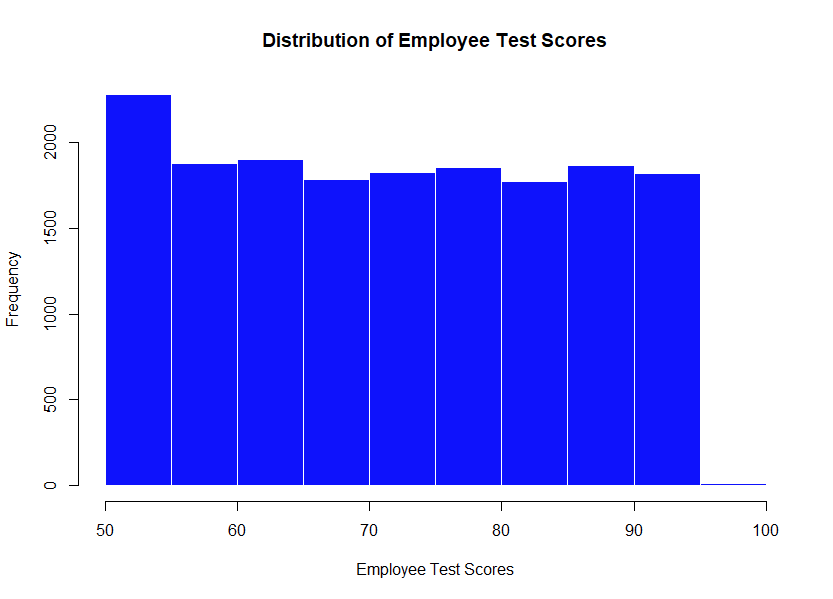 Distribution of Employee Test Scores
Frequency
2000
1500
1000
500
0
50 60 70 80 90 100
Employee Test Scores